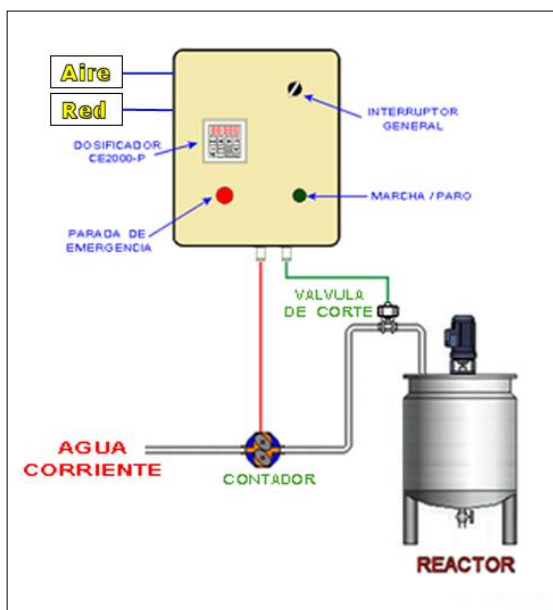 Aire
Red
DOSIFICADOR
CE2000-P
INTERRUPTOR
GENERAL
PARADA DE
EMERGENCIA
MARCHA / PARO
VALVULA
DE CORTE
AGUA
CORRIENTE
CONTADOR
REACTOR